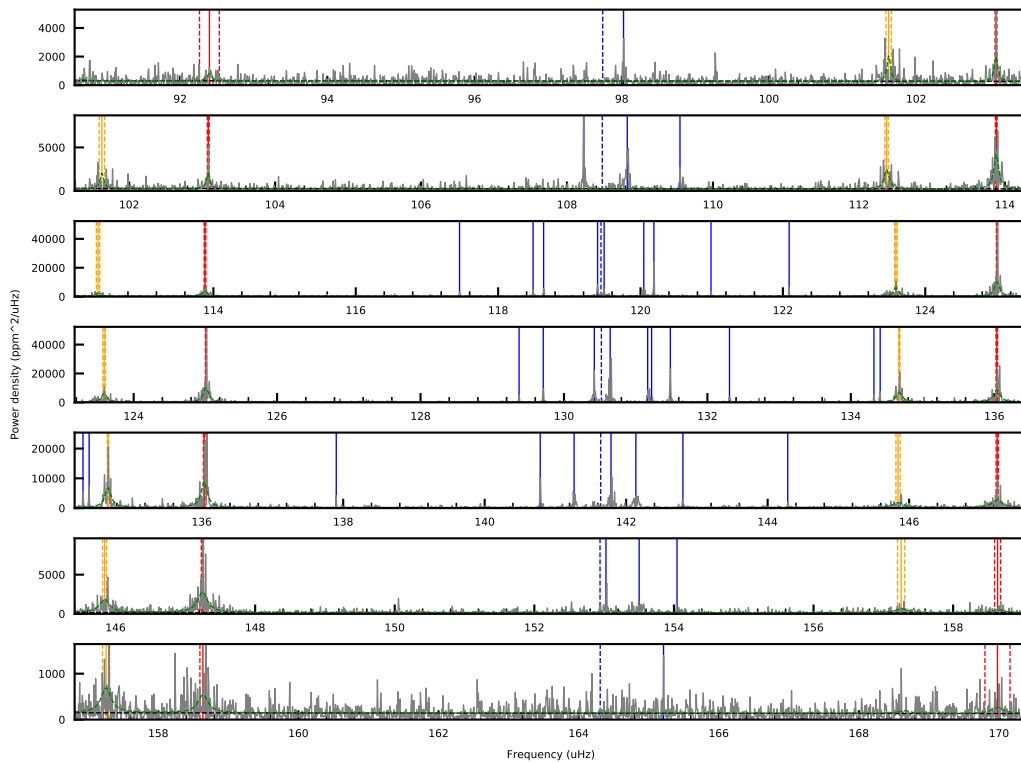 4000
2000
0
92 94 96 98 100 102
5000
0
102 104 106 108 110 112 114
40000
20000
0
114 116 118 120 122 124
Power density (ppm^2/uHz)
40000
20000
0
124 126 128 130 132 134 136
20000
10000
0
136 138 140 142 144 146
5000
0
146 148 150 152 154 156 158
1000
0
158 160 162 164 166 168 170
Frequency (uHz)